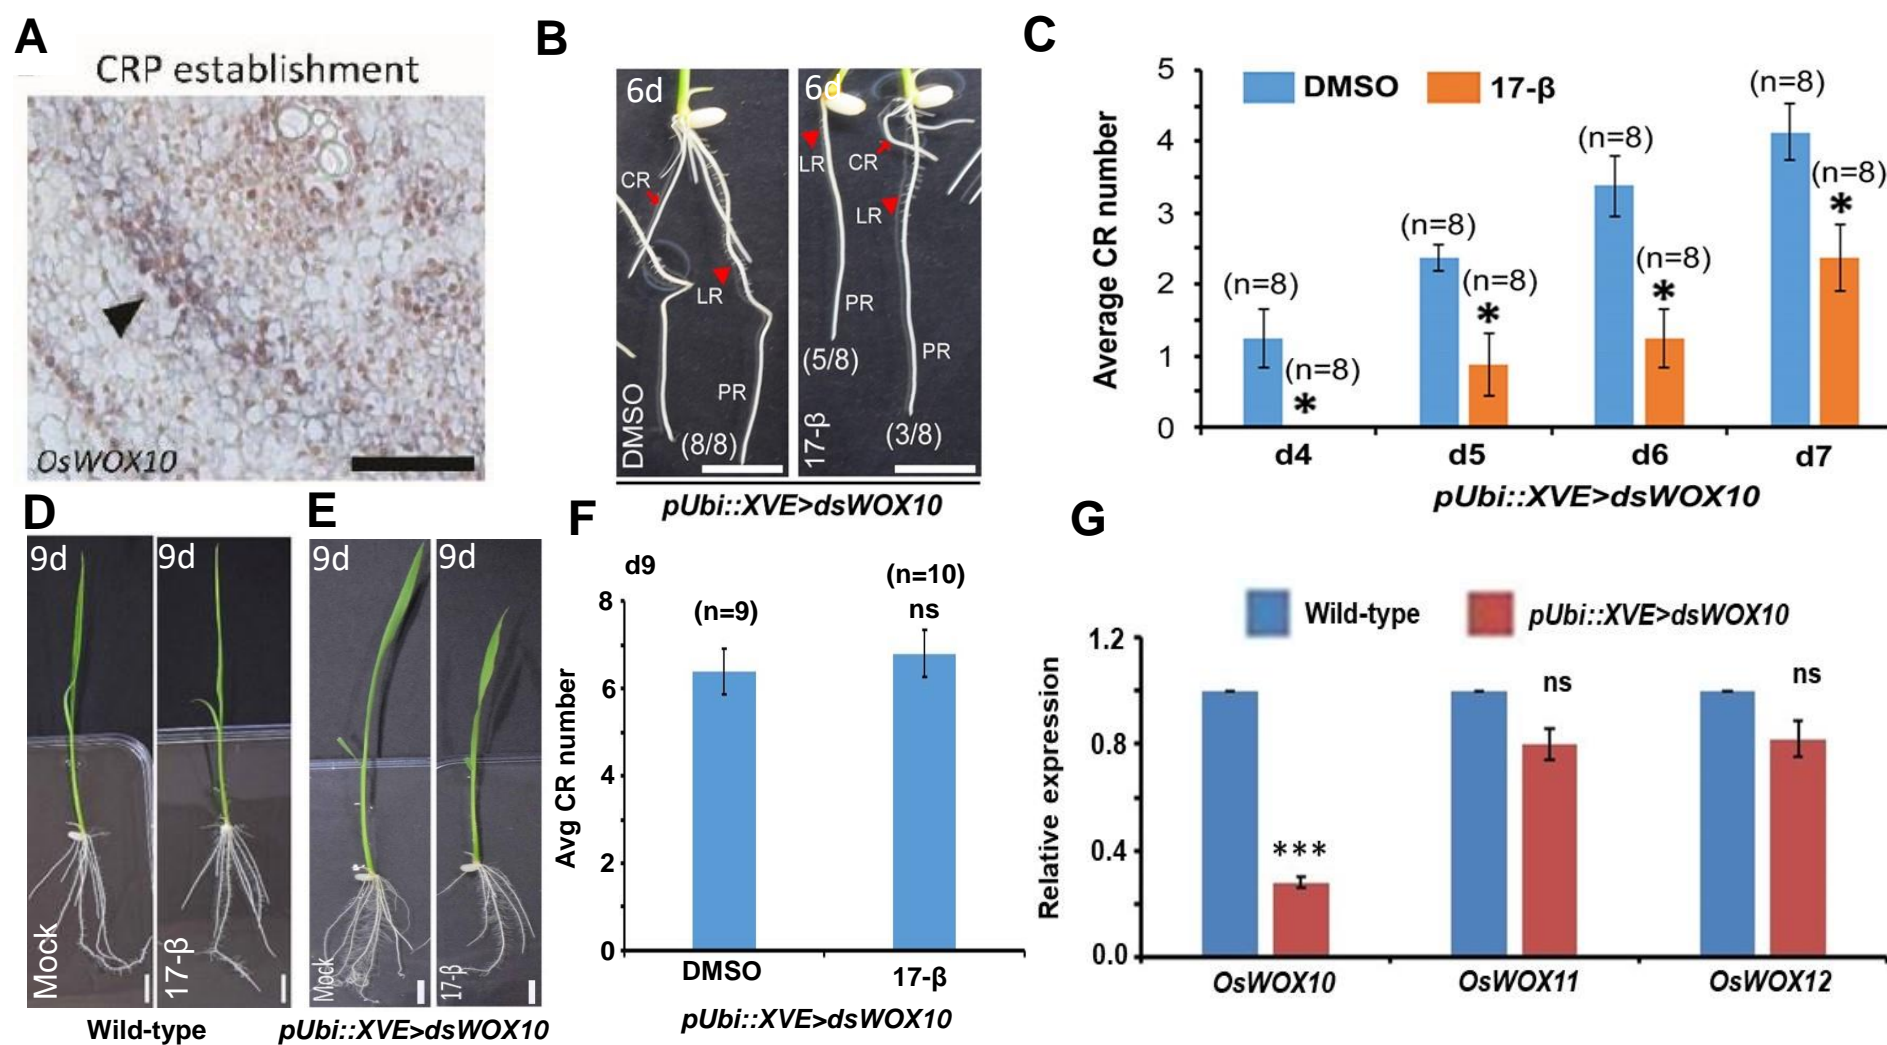 A
CRP establishment
OsWOX10
B
6d
CR
LR
PR
(8/8)
DMSO
6d
LR
CR
LR
PR
(5/8)
PR
(3/8)
17-β
pUbi::XVE>dsWOX10
C
DMSO
17-β
Average CR number
5
4
3
2
1
0
(n=8)
(n=8)
*
(n=8)
(n=8)
*
(n=8)
(n=8)
*
(n=8)
(n=8)
*
d4
d5
d6
d7
pUbi::XVE>dsWOX10
D
9d
Mock
9d
17-β
Wild-type
E
9d
Mock
9d
17-β
pUbi::XVE>dsWOX10
F
d9
Avg CR number
8
6
4
2
0
(n=9)
(n=10)
ns
DMSO
17-β
pUbi::XVE>dsWOX10
G
Wild-type
pUbi::XVE>dsWOX10
Relative expression
1.2
0.8
0.4
0.0
***
ns
ns
OsWOX10
OsWOX11
OsWOX12